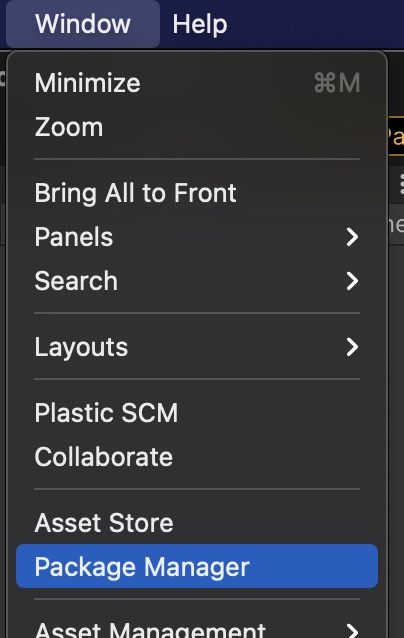 Window Help
Minimize ⌘M
Zoom
Bring All to Front
Panels
Search
Layouts
Plastic SCM
Collaborate
Asset Store
Package Manager
Asset Management